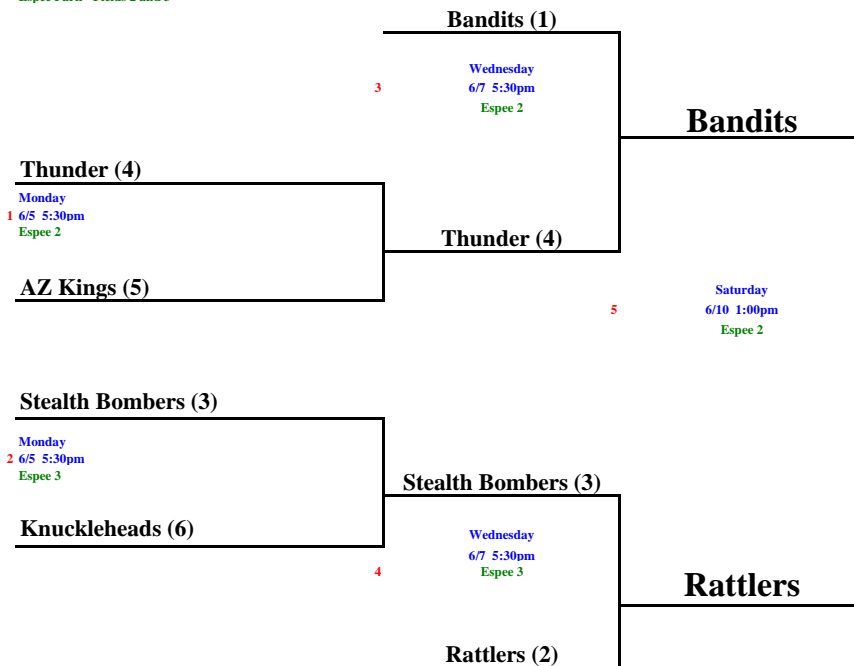 Bandits (1)
Wednesday
3 6/7 5:30pm
Espee 2
Bandits
Thunder (4)
Monday
1 6/5 5:30pm
Espee 2
Thunder (4)
AZ Kings (5)
Saturday
5 6/10 1:00pm
Espee 2
Stealth Bombers (3)
Monday
2 6/5 5:30pm
Espee 3
Stealth Bombers (3)
Knuckleheads (6)
Wednesday
6/7 5:30pm
4 Espee 3
Rattlers
Rattlers (2)